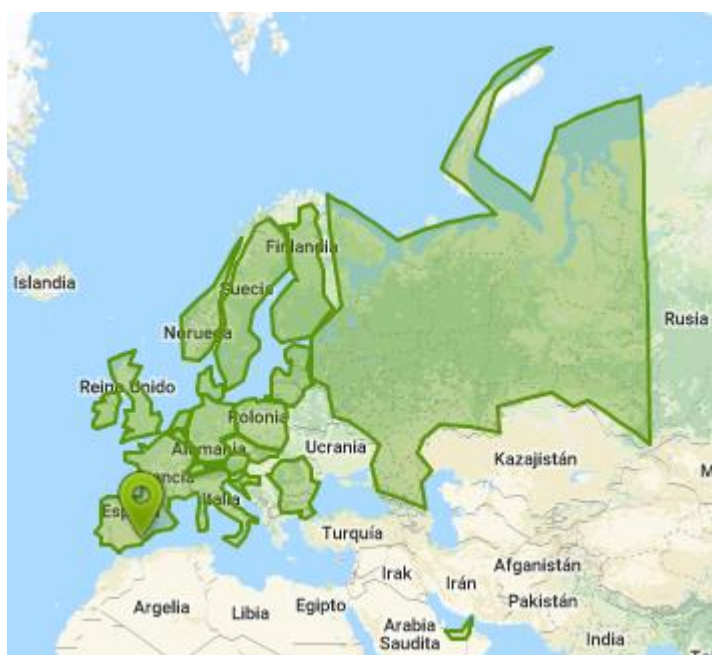 Finlandia
Islandia
Suecia
Noruega
Rusia
Reino Unido
Polonia
Ucrania
Alemania
Kazajistán
Francia
España
Italia
Turquía
Afganistán
Irak
Irán
Pakistán
Argelia
Libia
Egipto
Arabia
Saudita
India